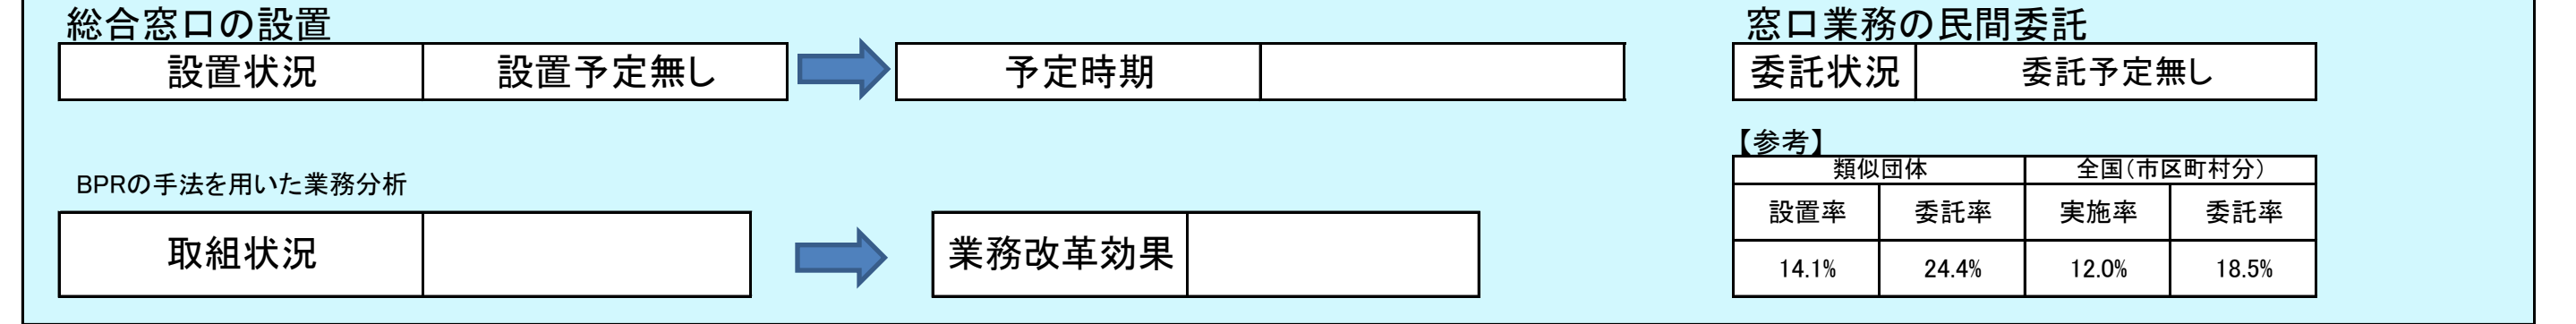 総合窓口の設置
設置状況 設置予定無し 予定時期
窓口業務の民間委託
委託状況 委託予定無し
BPRの手法を用いた業務分析
取組状況 業務改革効果
【参考】
類似団体 全国（市区町村分）
設置率 委託率 実施率 委託率
14.1% 24.4% 12.0% 18.5%